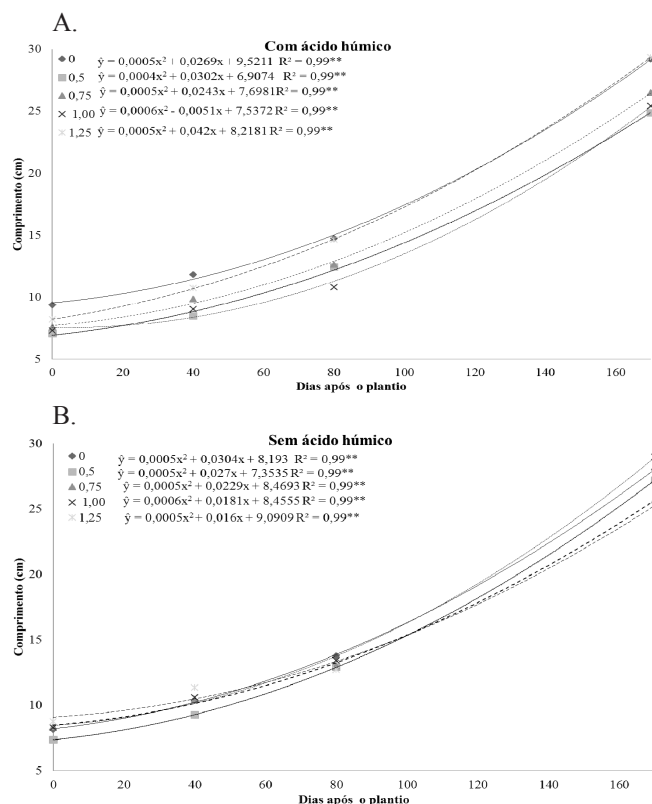 A.
Com ácido húmico
0 ŷ = 0,0005x² + 0,0269x + 9,5211 R² = 0,99**
0,5 ŷ = 0,0004x² + 0,0302x + 6,9074 R² = 0,99**
0,75 ŷ = 0,0005x² + 0,0243x + 7,6981 R² = 0,99**
1,00 ŷ = 0,0006x² - 0,0051x + 7,5372 R² = 0,99**
1,25 ŷ = 0,0005x² + 0,042x + 8,2181 R² = 0,99**
Comprimento (cm)
30
25
20
15
10
5
0 20 40 60 80 100 120 140 160
Dias após o plantio
B.
Sem ácido húmico
0 ŷ = 0,0005x² + 0,0304x + 8,193 R² = 0,99**
0,5 ŷ = 0,0005x² + 0,027x + 7,3535 R² = 0,99**
0,75 ŷ = 0,0005x² + 0,0229x + 8,4693 R² = 0,99**
1,00 ŷ = 0,0006x² + 0,0181x + 8,4555 R² = 0,99**
1,25 ŷ = 0,0005x² + 0,016x + 9,0909 R² = 0,99**
Comprimento (cm)
30
25
20
15
10
5
0 20 40 60 80 100 120 140 160
Dias após o plantio